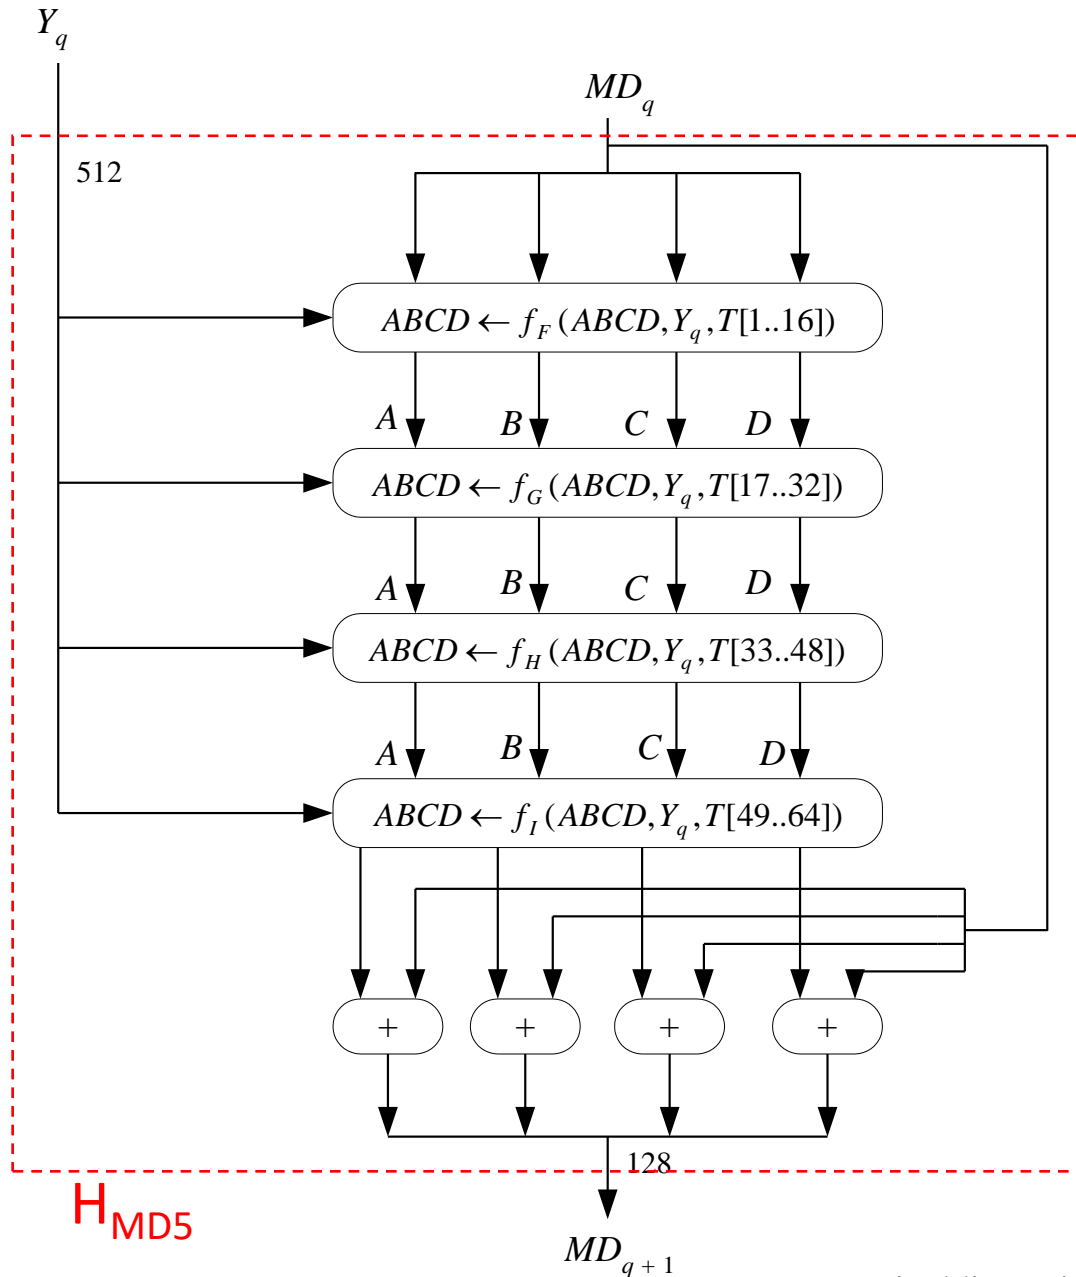 Y_q
MD_q
512
ABCD ← f_F (ABCD, Y_q, T[1..16])
A B C D
ABCD ← f_G (ABCD, Y_q, T[17..32])
A B C D
ABCD ← f_H (ABCD, Y_q, T[33..48])
A B C D
ABCD ← f_I (ABCD, Y_q, T[49..64])
+ + + +
128
H_MD5
MD_{q + 1}